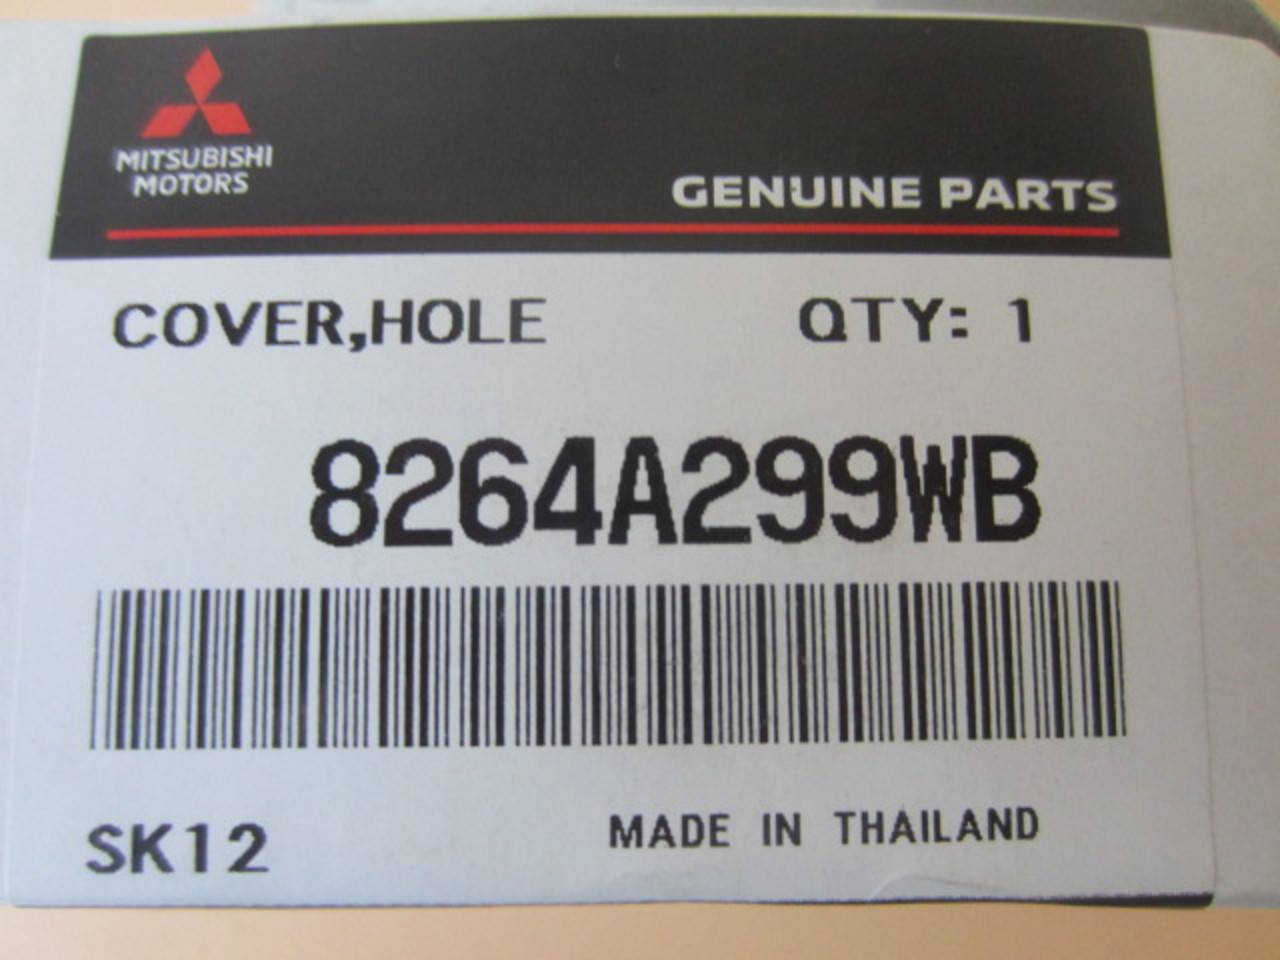 MITSUBISHI
MOTORS
GENUINE PARTS
COVER,HOLE QTY: 1
8264A299WB
SK12 MADE IN THAILAND